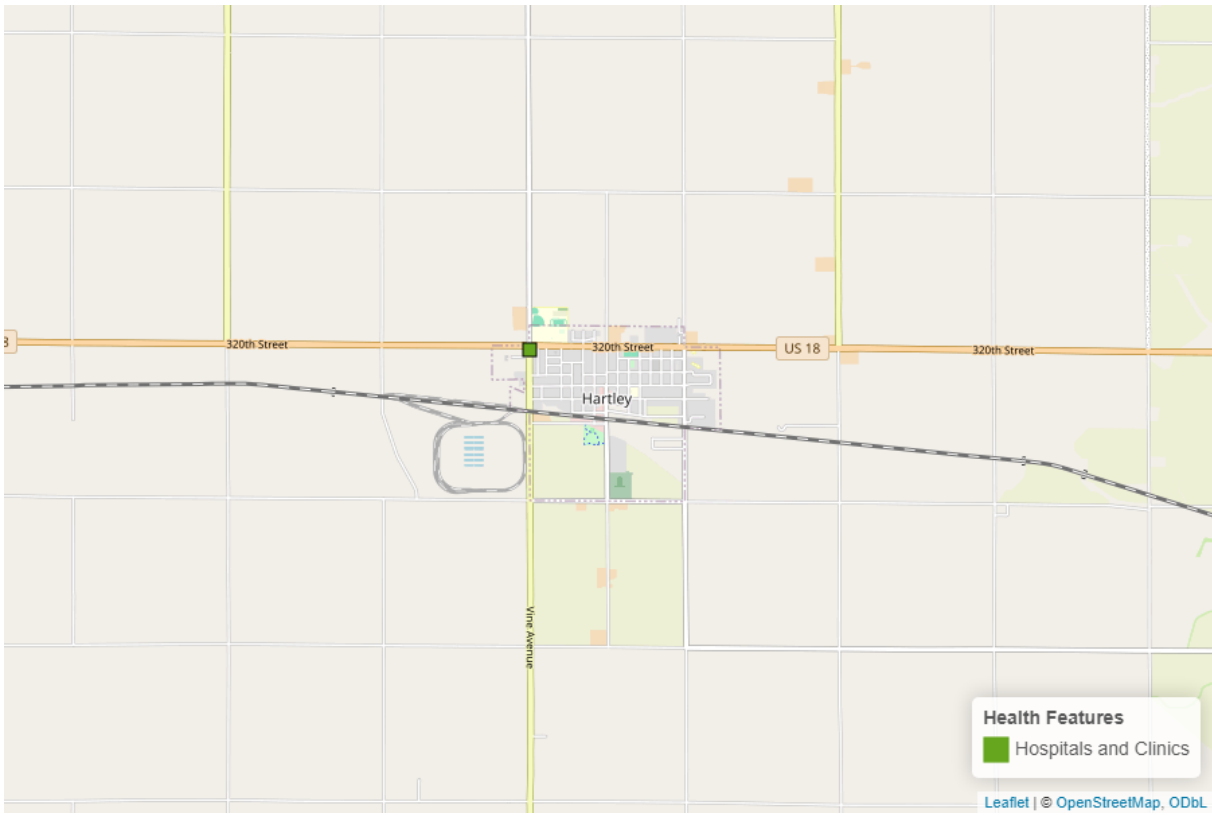 8
320th Street
320th Street
US 18
320th Street
Hartley
Vine Avenue
Health Features
Hospitals and Clinics
Leaflet | © OpenStreetMap, ODbL